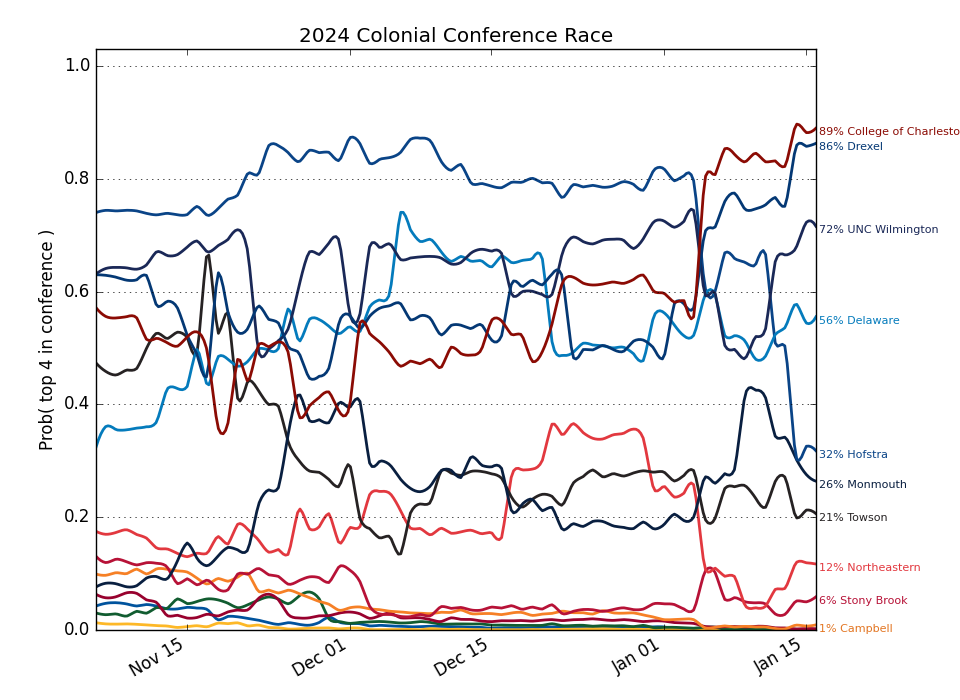 2024 Colonial Conference Race
Prob( top 4 in conference )
1.0
0.8
0.6
0.4
0.2
0.0
Nov 15
Dec 01
Dec 15
Jan 01
Jan 15
89% College of Charlesto
86% Drexel
72% UNC Wilmington
56% Delaware
32% Hofstra
26% Monmouth
21% Towson
12% Northeastern
6% Stony Brook
1% Campbell